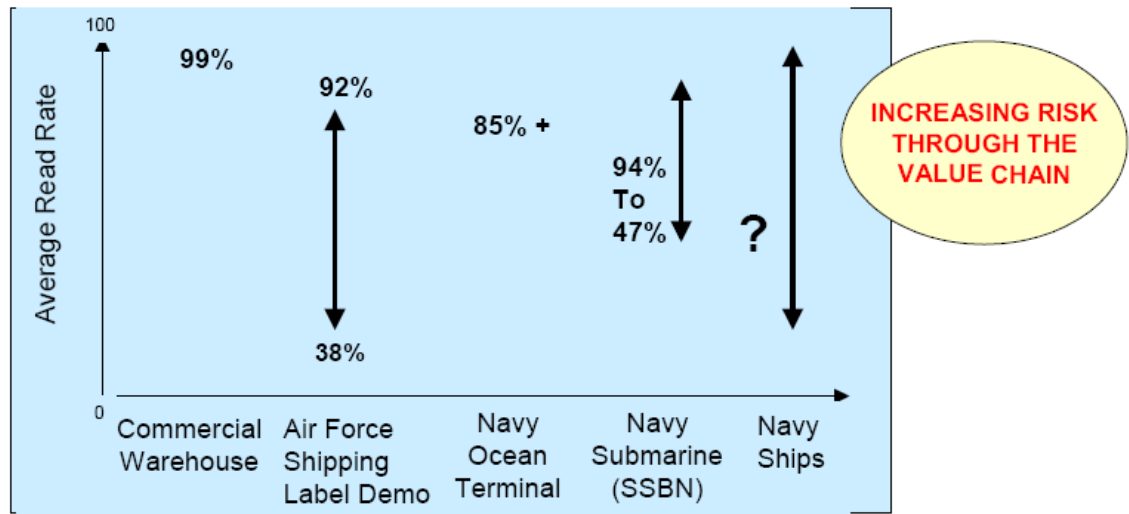 100
Average Read Rate
0
99%
92%
38%
85% +
94%
To
47%
?
INCREASING RISK
THROUGH THE
VALUE CHAIN
Commercial
Warehouse
Air Force
Shipping
Label Demo
Navy
Ocean
Terminal
Navy
Submarine
(SSBN)
Navy
Ships